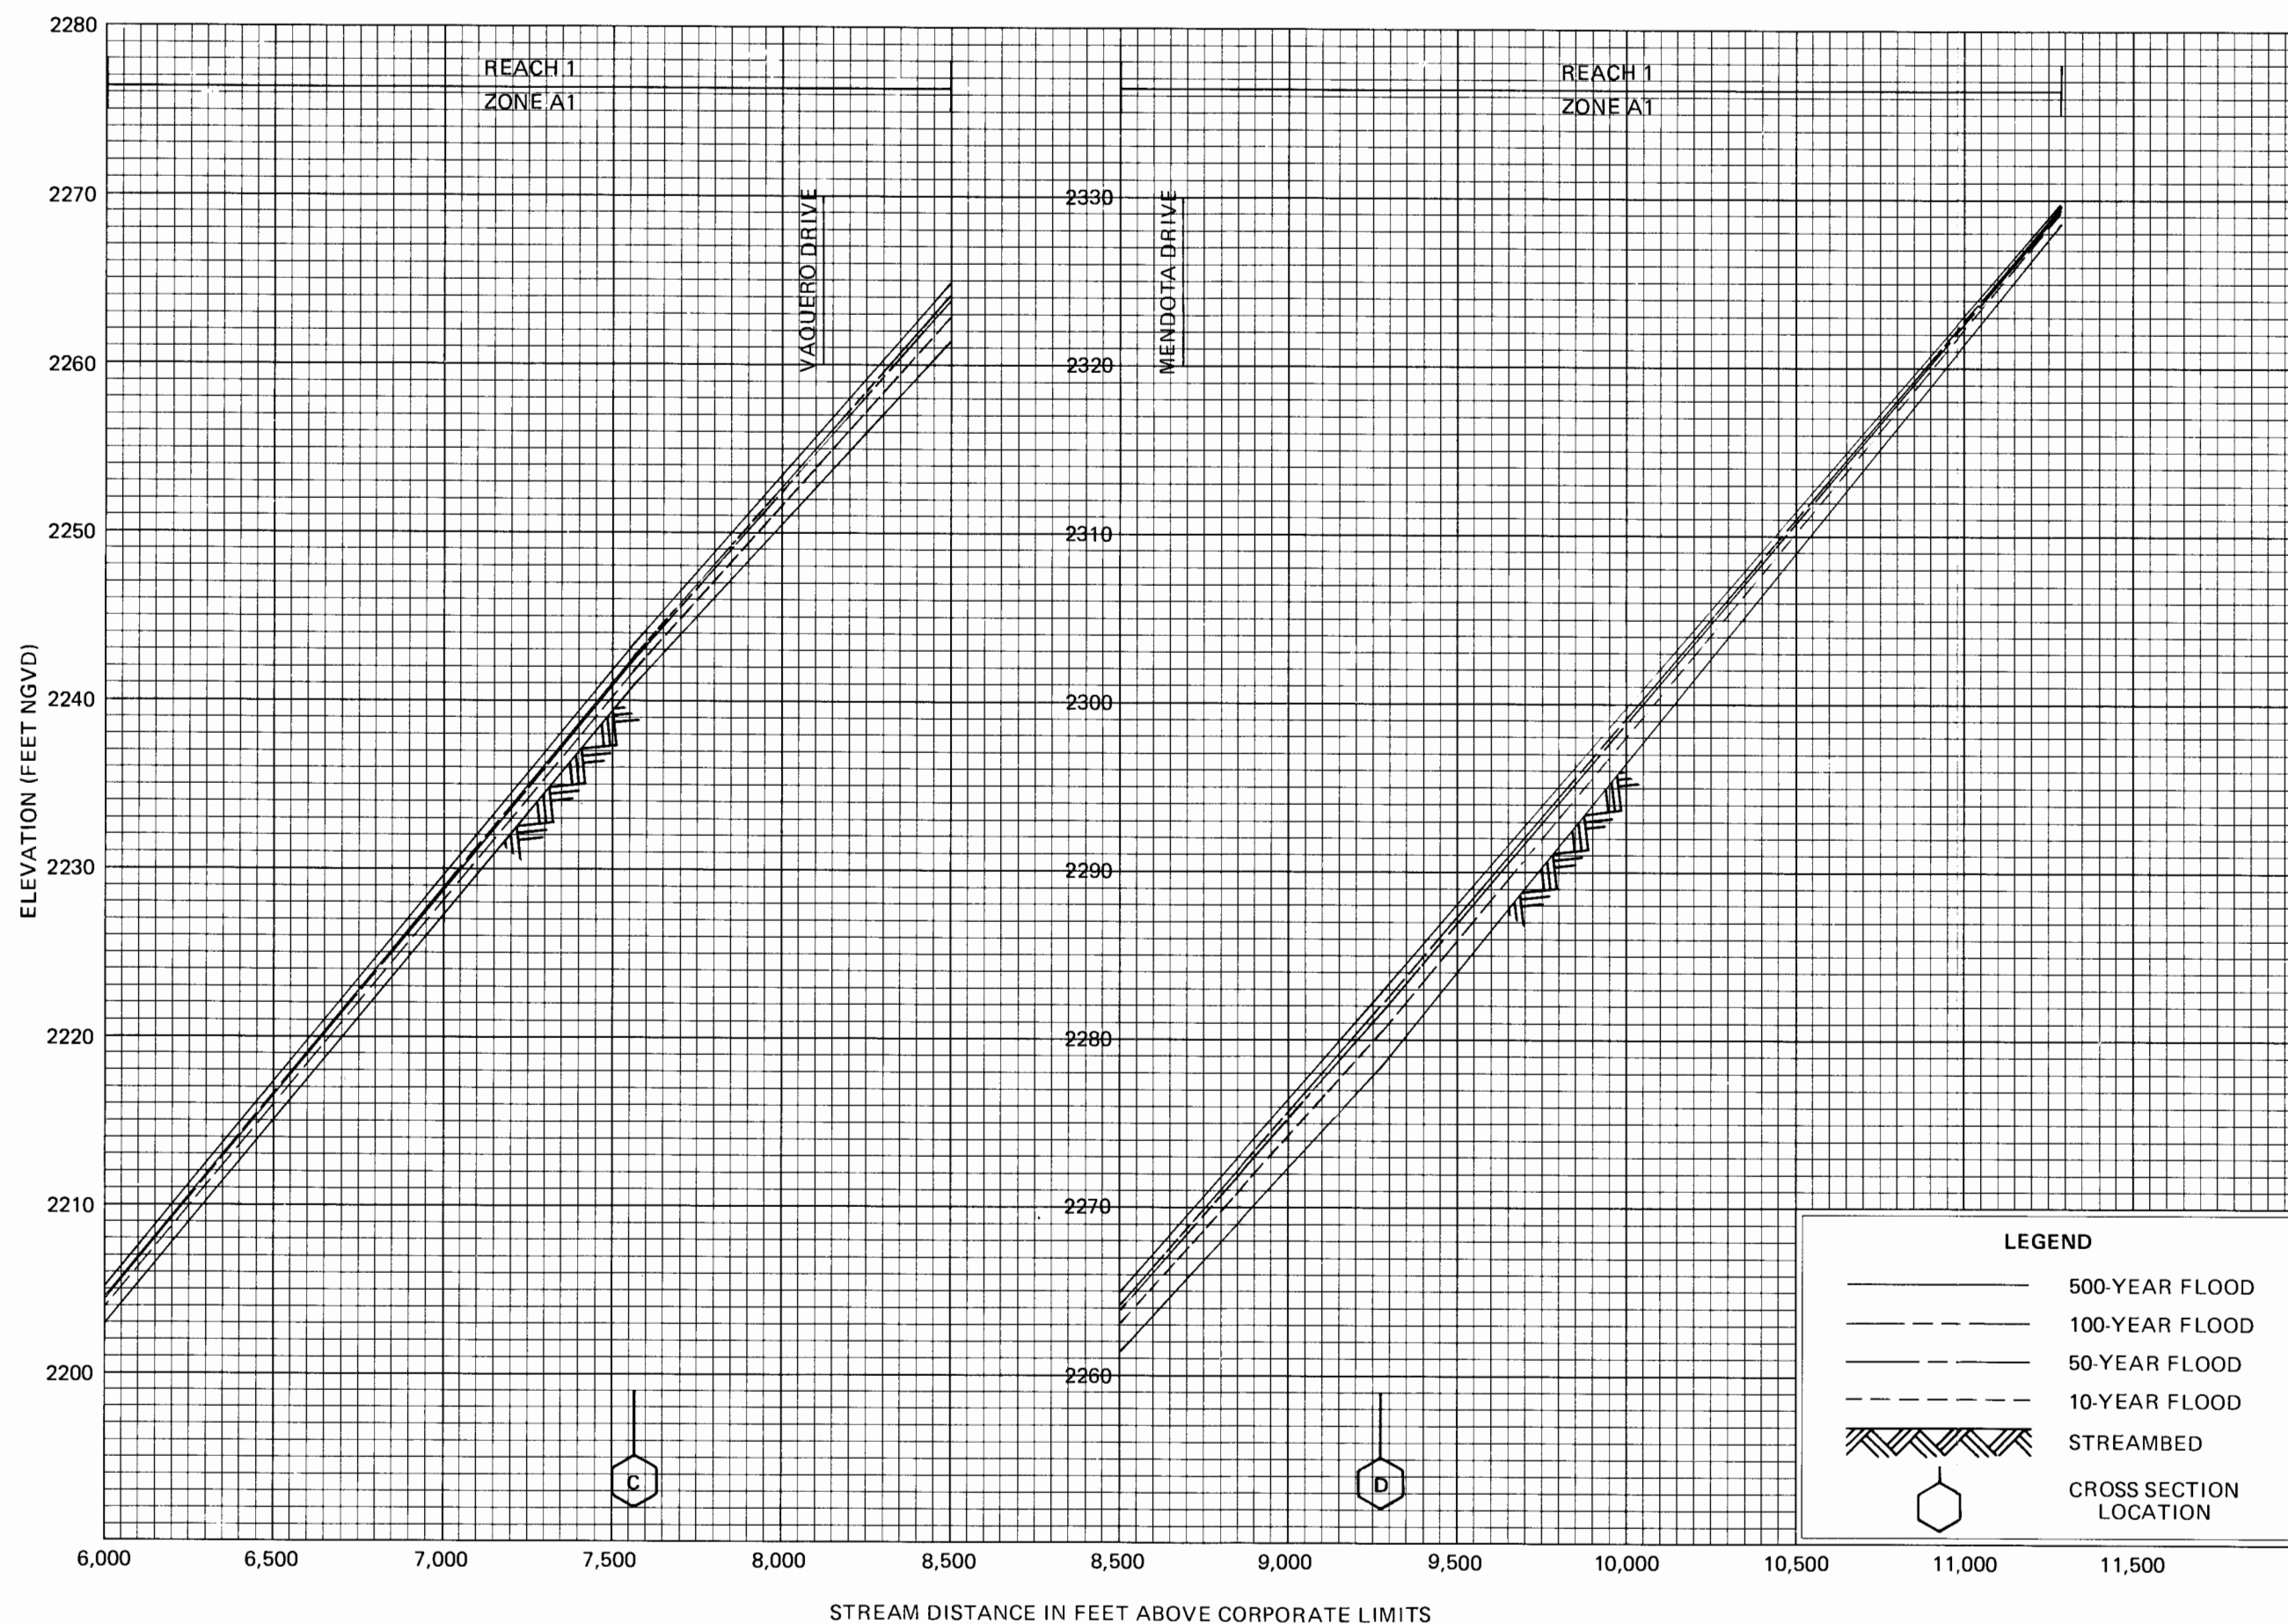 REACH 1
ZONE A1
REACH 1
ZONE A1
ELEVATION (FEET NGVD)
2280
2270
2260
2250
2240
2230
2220
2210
2200
VAQUERO DRIVE
2330
2320
2310
2300
2290
2280
2270
2260
MENDOTA DRIVE
C
D
6,000 6,500 7,000 7,500 8,000 8,500 8,500 9,000 9,500 10,000 10,500 11,000 11,500
STREAM DISTANCE IN FEET ABOVE CORPORATE LIMITS
LEGEND
500-YEAR FLOOD
100-YEAR FLOOD
50-YEAR FLOOD
10-YEAR FLOOD
STREAMBED
CROSS SECTION
LOCATION